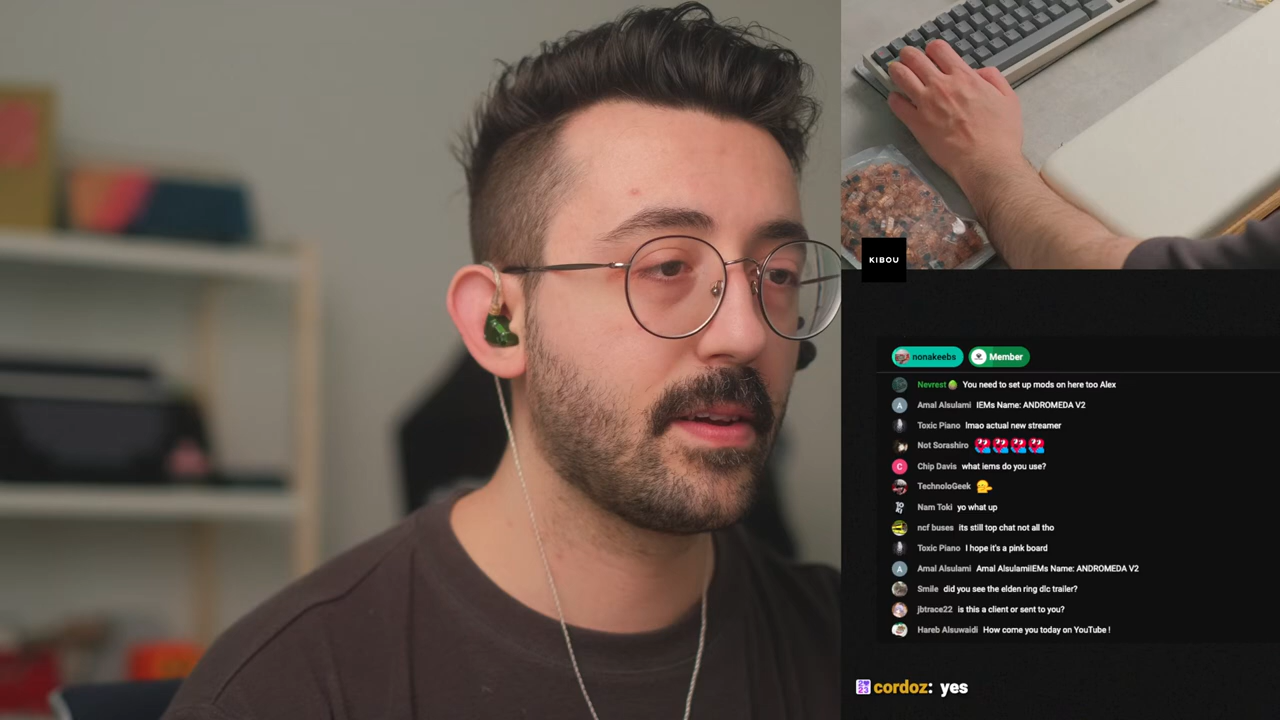 KIBOU
nonakeebs Member
Nevrest You need to set up mods on here too Alex
A Amal Alsulami IEMs Name: ANDROMEDA V2
Toxic Piano lmao actual new streamer
Not Sorashiro
C Chip Davis what iems do you use?
TechnoloGeek
Nam Toki yo what up
ncf buses its still top chat not all tho
Toxic Piano I hope it's a pink board
A Amal Alsulami Amal AlsulamiIEMs Name: ANDROMEDA V2
Smile did you see the elden ring dlc trailer?
jbtrace22 is this a client or sent to you?
Hareb Alsuwaidi How come you today on YouTube !
cordoz: yes